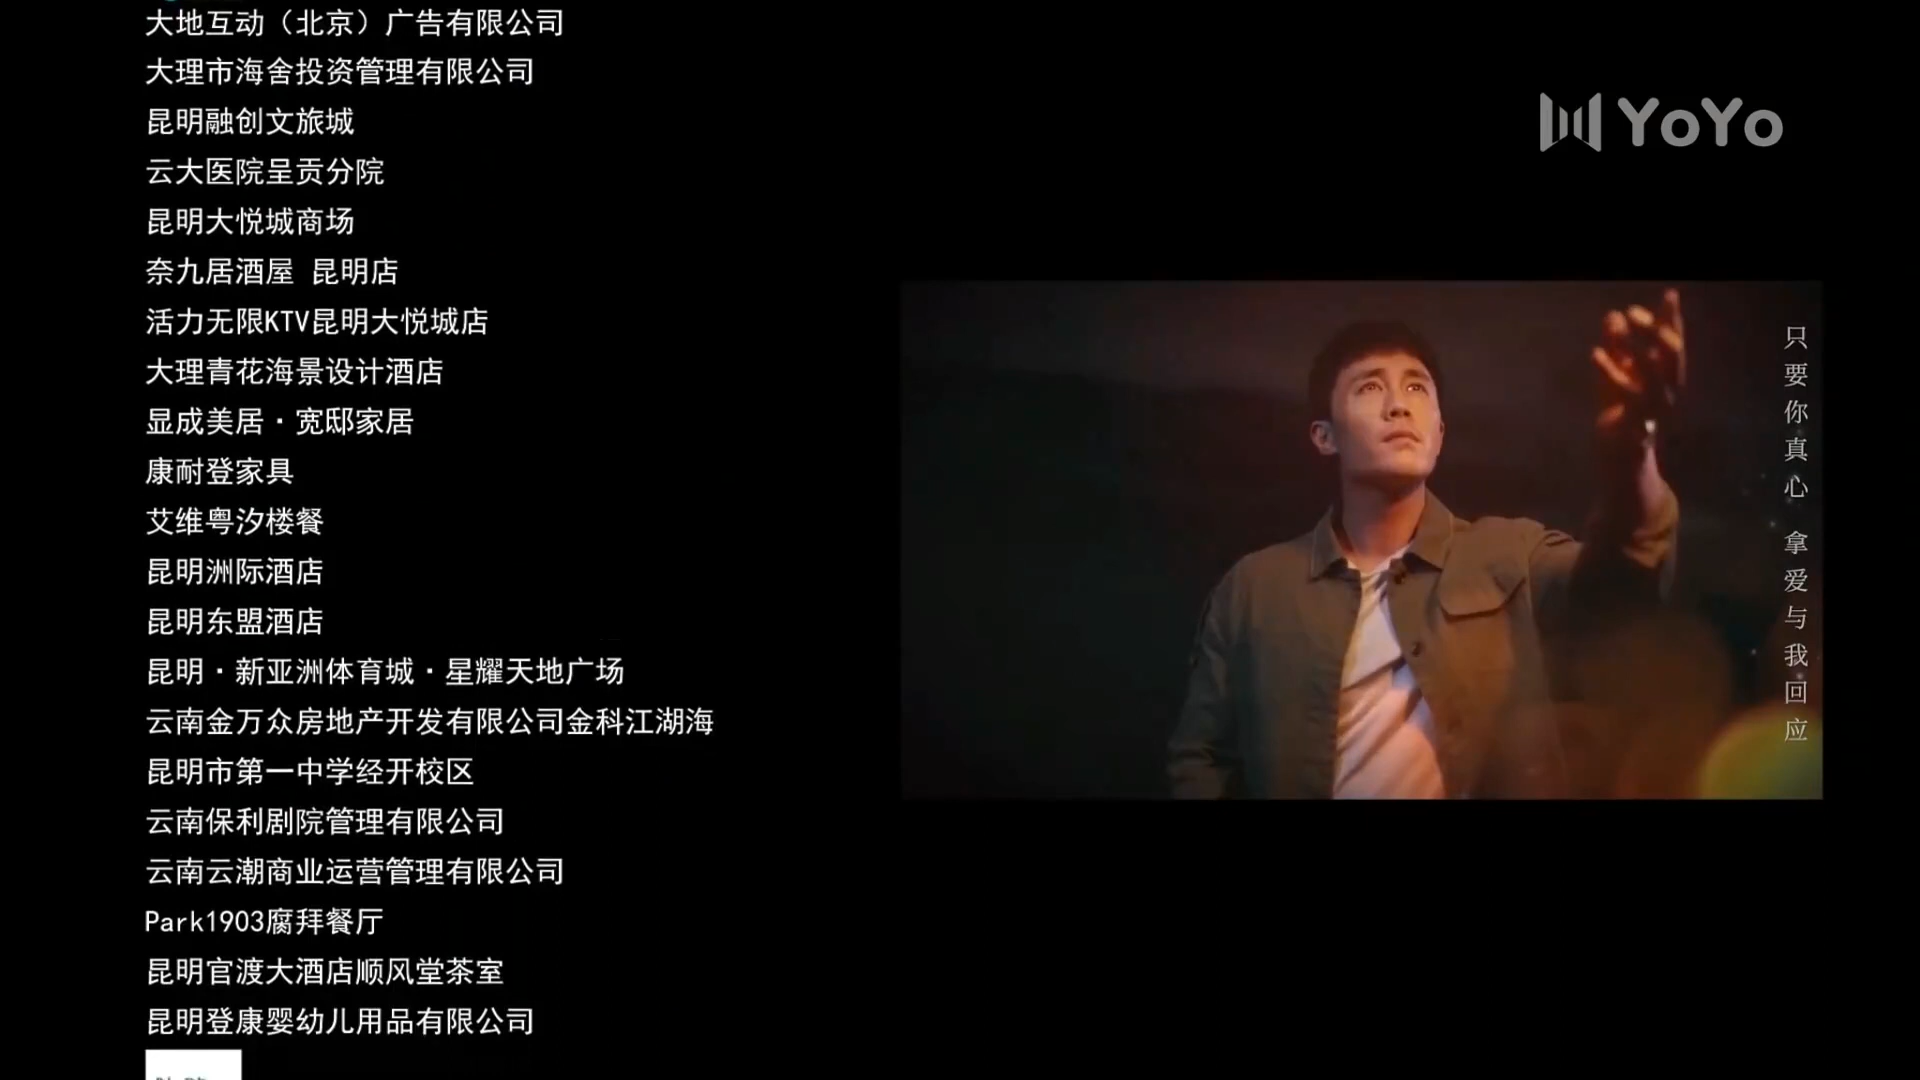 大地互动（北京）广告有限公司
大理市海舍投资管理有限公司
昆明融创文旅城
云大医院呈贡分院
昆明大悦城商场
奈九居酒屋 昆明店
活力无限KTV昆明大悦城店
大理青花海景设计酒店
显成美居·宽邸家居
康耐登家具
艾维粤汐楼餐
昆明洲际酒店
昆明东盟酒店
昆明·新亚洲体育城·星耀天地广场
云南金万众房地产开发有限公司金科江湖海
昆明市第一中学经开校区
云南保利剧院管理有限公司
云南云潮商业运营管理有限公司
Park1903腐拜餐厅
昆明官渡大酒店顺风堂茶室
昆明登康婴幼儿用品有限公司
YoYo
只要你真心 拿爱与我回应